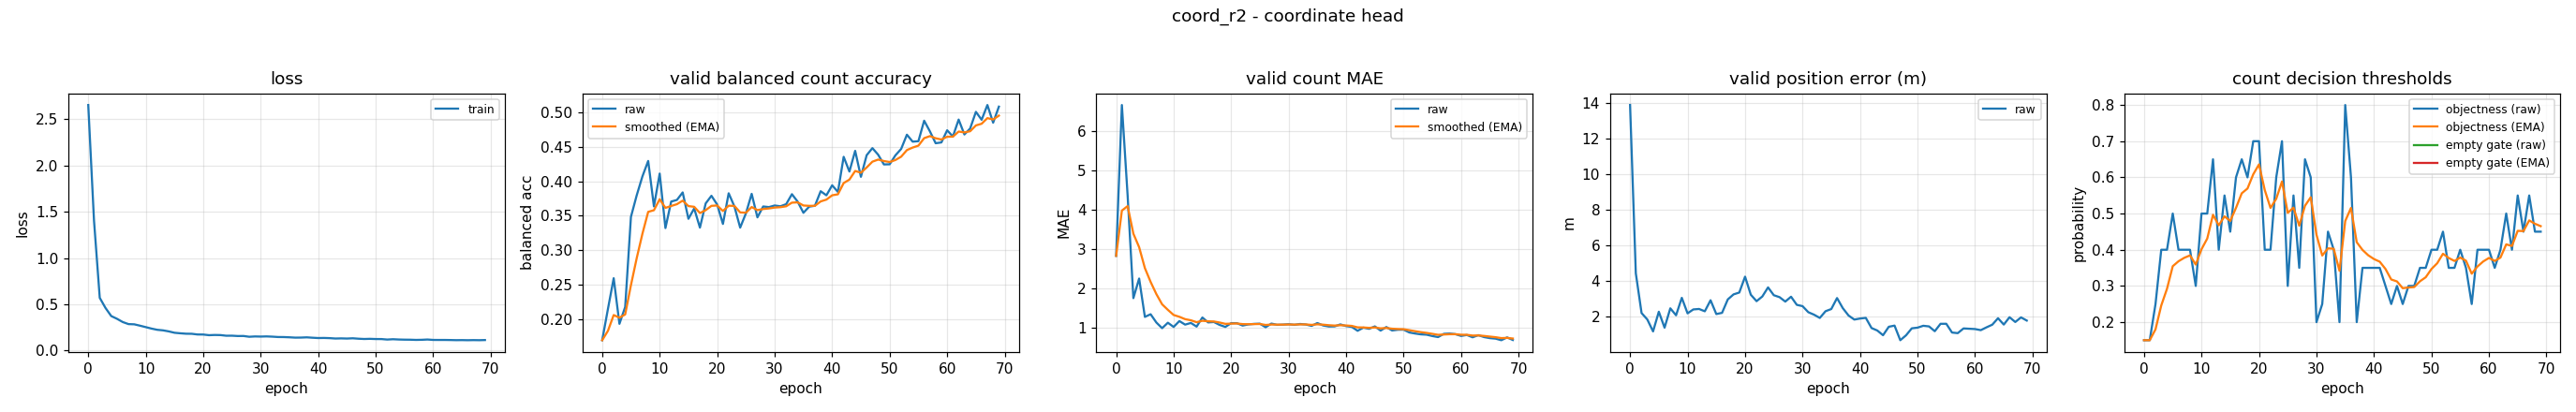 coord_r2 - coordinate head
loss
loss
0.0
0.5
1.0
1.5
2.0
2.5
0 10 20 30 40 50 60 70
epoch
train
valid balanced count accuracy
balanced acc
0.50
0.45
0.40
0.35
0.30
0.25
0.20
0 10 20 30 40 50 60 70
epoch
raw
smoothed (EMA)
valid count MAE
MAE
6
5
4
3
2
1
0 10 20 30 40 50 60 70
epoch
raw
smoothed (EMA)
valid position error (m)
m
14
12
10
8
6
4
2
0 10 20 30 40 50 60 70
epoch
raw
count decision thresholds
probability
0.8
0.7
0.6
0.5
0.4
0.3
0.2
0 10 20 30 40 50 60 70
epoch
objectness (raw)
objectness (EMA)
empty gate (raw)
empty gate (EMA)